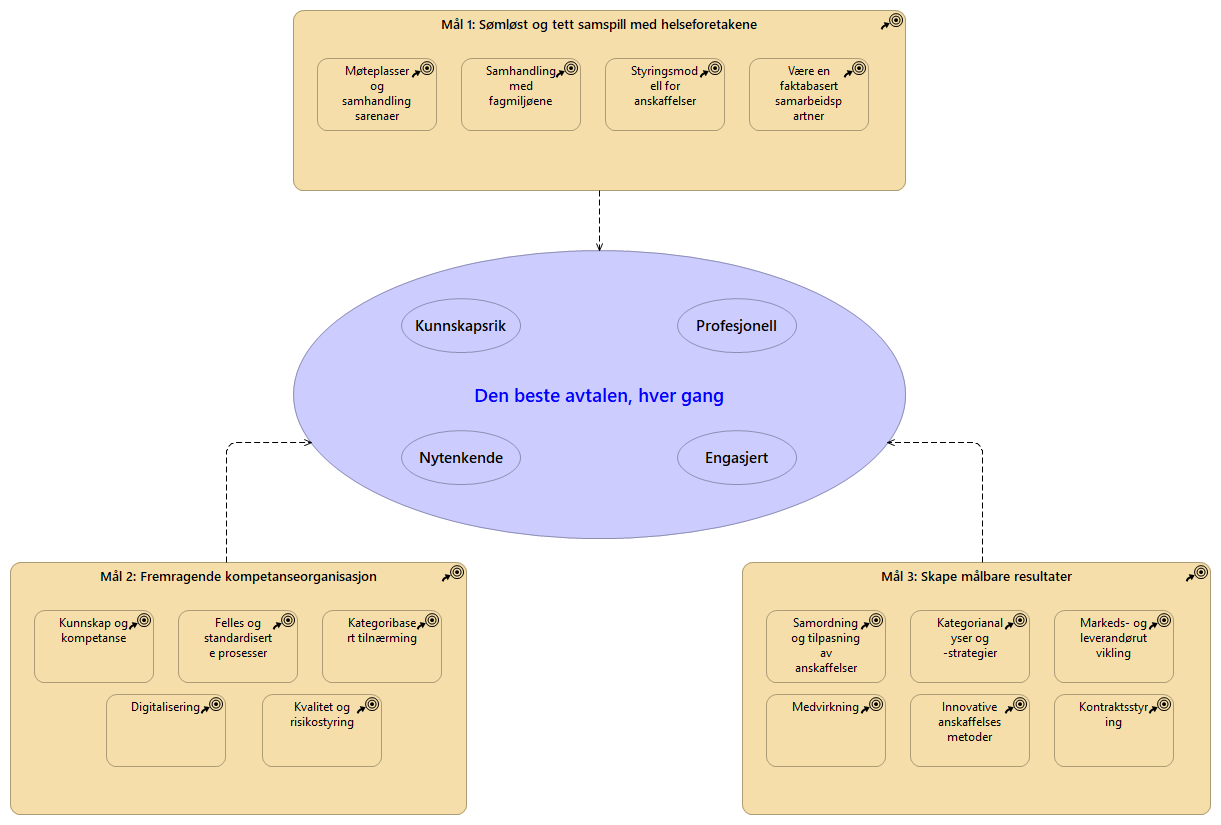 Mål 1: Sømløst og tett samspill med helseforetakene
Møteplasser
og
samhandling
sarenaer
Samhandling
med
fagmiljøene
Styringsmod
ell for
anskaffelser
Være en
faktabasert
samarbeidsp
artner
Kunnskapsrik
Profesjonell
Den beste avtalen, hver gang
Nytenkende
Engasjert
Mål 2: Fremragende kompetanseorganisasjon
Kunnskap og
kompetanse
Felles og
standardisert
e prosesser
Kategoribase
rt tilnærming
Digitalisering
Kvalitet og
risikostyring
Mål 3: Skape målbare resultater
Samordning
og tilpasning
av
anskaffelser
Kategorianal
yser og
-strategier
Markeds- og
leverandørut
vikling
Medvirkning
Innovative
anskaffelses
metoder
Kontraktsstyr
ing